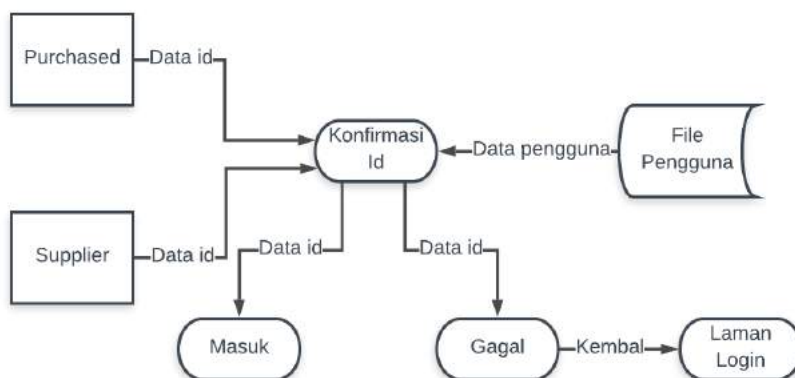 Purchased
Data id
Konfirmasi
Id
Data pengguna
File
Pengguna
Supplier
Data id
Data id
Data id
Masuk
Gagal
Kembal
Laman
Login